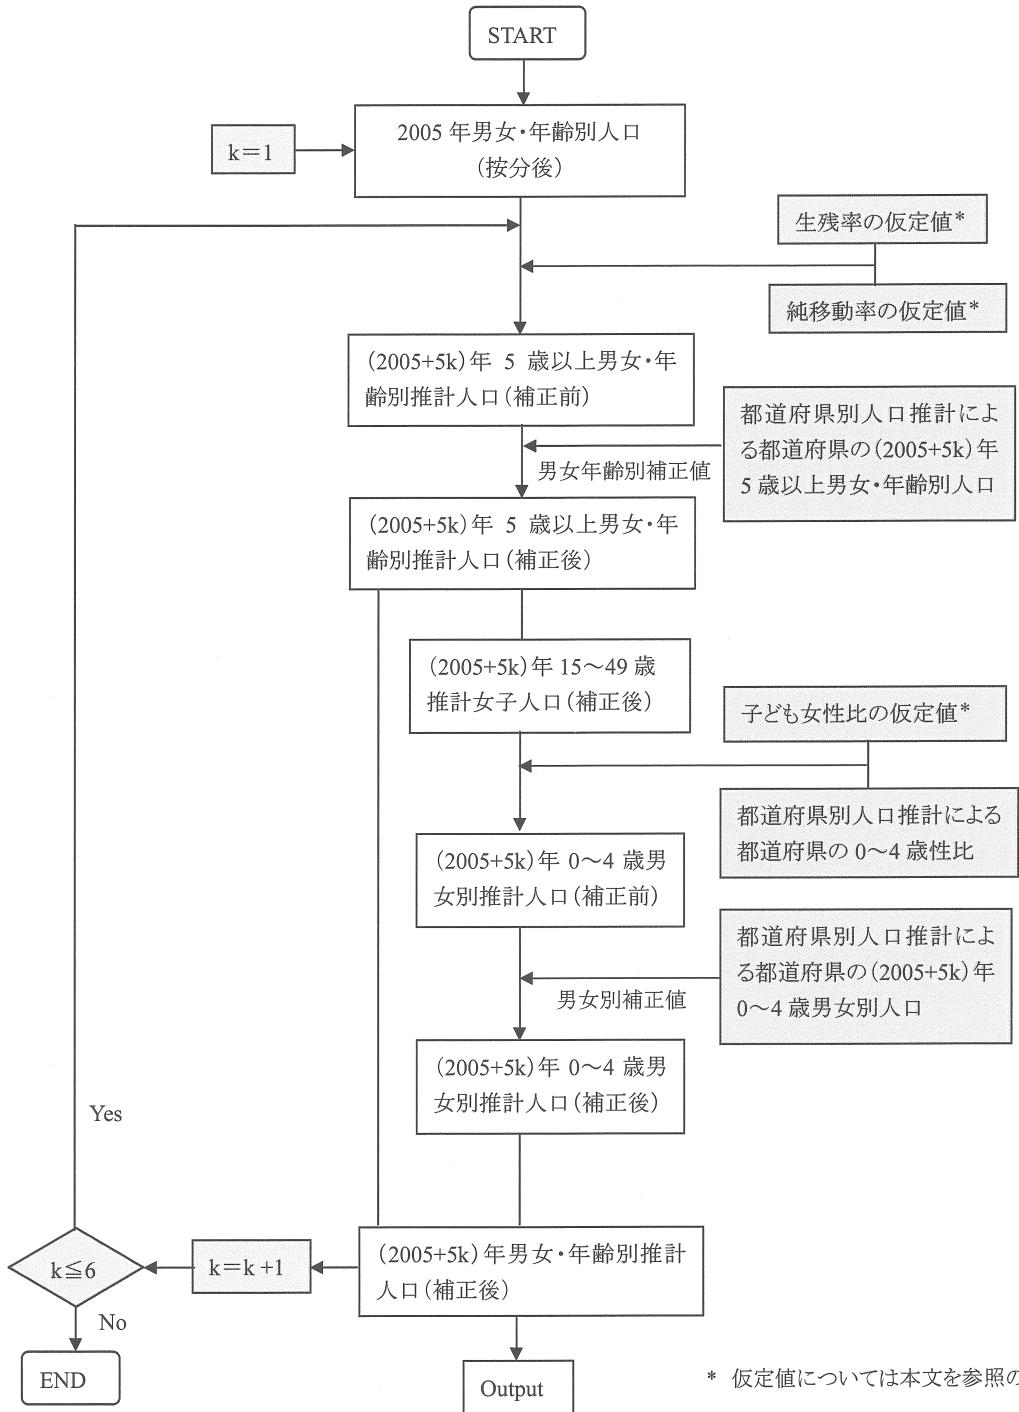 START
k＝1
2005 年男女・年齢別人口
（按分後）
生残率の仮定値*
純移動率の仮定値*
（2005+5k）年 5 歳以上男女・年
齢別推計人口（補正前）
都道府県別人口推計によ
る都道府県の（2005+5k）年
5 歳以上男女・年齢別人口
男女年齢別補正値
（2005+5k）年 5 歳以上男女・年
齢別推計人口（補正後）
（2005+5k）年 15～49 歳
推計女子人口（補正後）
子ども女性比の仮定値*
都道府県別人口推計による
都道府県の 0～4 歳性比
（2005+5k）年 0～4 歳男
女別推計人口（補正前）
都道府県別人口推計によ
る都道府県の（2005+5k）年
0～4 歳男女別人口
男女別補正値
（2005+5k）年 0～4 歳男
女別推計人口（補正後）
Yes
（2005+5k）年男女・年齢別推計
人口（補正後）
k＝k +1
k≦6
No
END
Output
* 仮定値については本文を参照の